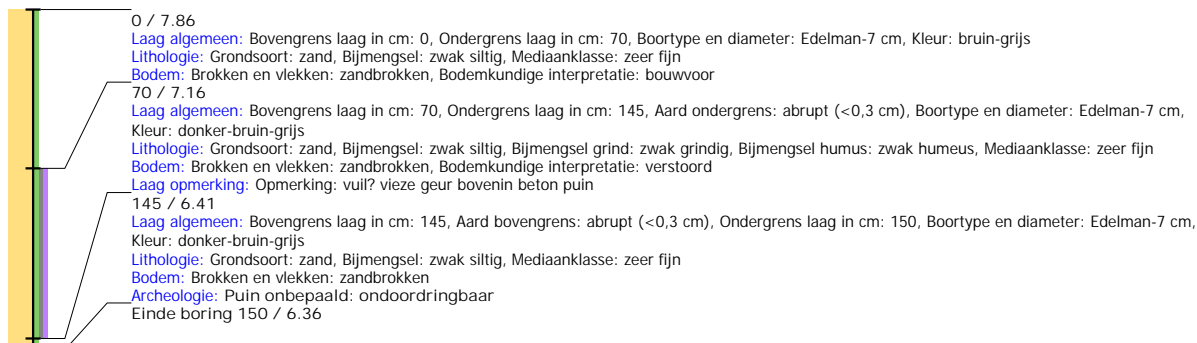 0 / 7.86
Laag algemeen: Bovengrens laag in cm: 0, Ondergrens laag in cm: 70, Boortype en diameter: Edelman-7 cm, Kleur: bruin-grijs
Lithologie: Grondsoort: zand, Bijmengsel: zwak siltig, Mediaanklasse: zeer fijn
Bodem: Brokken en vlekken: zandbrokken, Bodemkundige interpretatie: bouwvoor
70 / 7.16
Laag algemeen: Bovengrens laag in cm: 70, Ondergrens laag in cm: 145, Aard ondergrens: abrupt (<0,3 cm), Boortype en diameter: Edelman-7 cm,
Kleur: donker-bruin-grijs
Lithologie: Grondsoort: zand, Bijmengsel: zwak siltig, Bijmengsel grind: zwak grindig, Bijmengsel humus: zwak humeus, Mediaanklasse: zeer fijn
Bodem: Brokken en vlekken: zandbrokken, Bodemkundige interpretatie: verstoord
Laag opmerking: Opmerking: vuil? vieze geur bovenin beton puin
145 / 6.41
Laag algemeen: Bovengrens laag in cm: 145, Aard bovengrens: abrupt (<0,3 cm), Ondergrens laag in cm: 150, Boortype en diameter: Edelman-7 cm,
Kleur: donker-bruin-grijs
Lithologie: Grondsoort: zand, Bijmengsel: zwak siltig, Mediaanklasse: zeer fijn
Bodem: Brokken en vlekken: zandbrokken
Archeologie: Puin onbepaald: ondoordringbaar
Einde boring 150 / 6.36